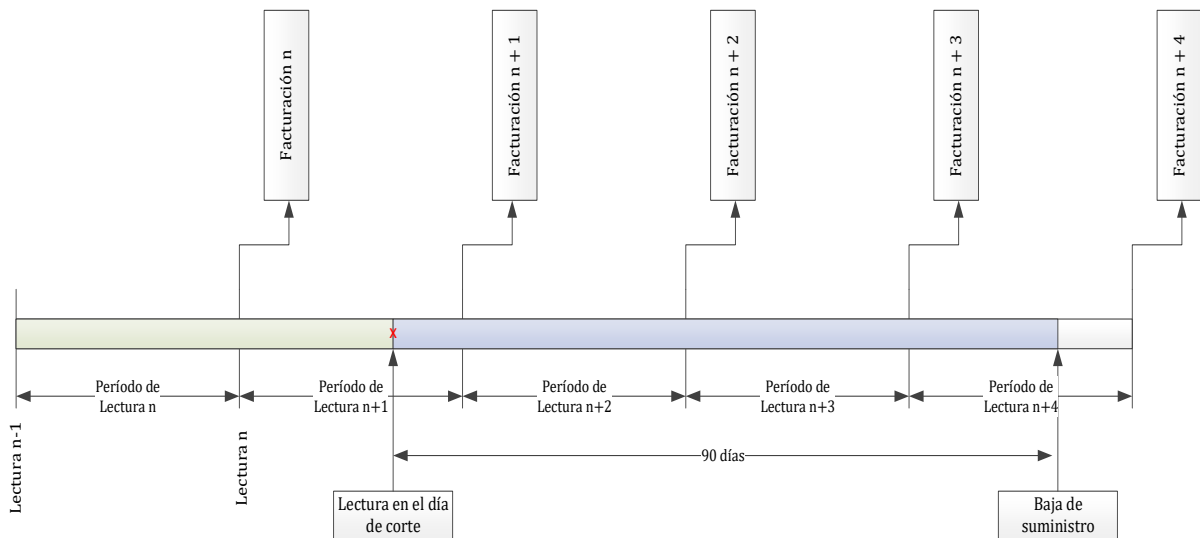 Facturación n
Facturación n + 1
Facturación n + 2
Facturación n + 3
Facturación n + 4
x
Período de
Lectura n
Período de
Lectura n+1
Período de
Lectura n+2
Período de
Lectura n+3
Período de
Lectura n+4
Lectura n-1
Lectura n
90 días
Lectura en el día
de corte
Baja de
suministro